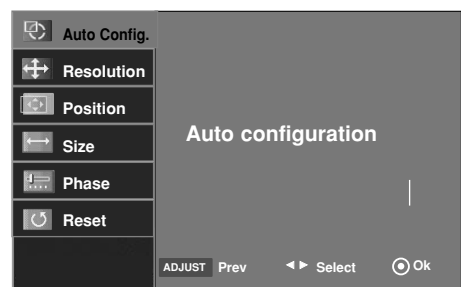 Auto Config.
Resolution
Position
Size
Phase
Reset
Auto configuration
ADJUST Prev ◄► Select Ok